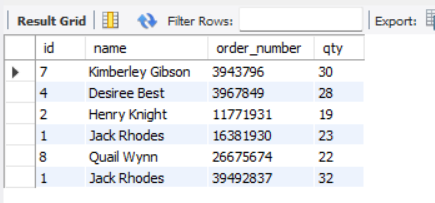 Result Grid Filter Rows: Export:
id name order_number qty
7 Kimberley Gibson 3943796 30
4 Desiree Best 3967849 28
2 Henry Knight 11771931 19
1 Jack Rhodes 16381930 23
8 Quail Wynn 26675674 22
1 Jack Rhodes 39492837 32